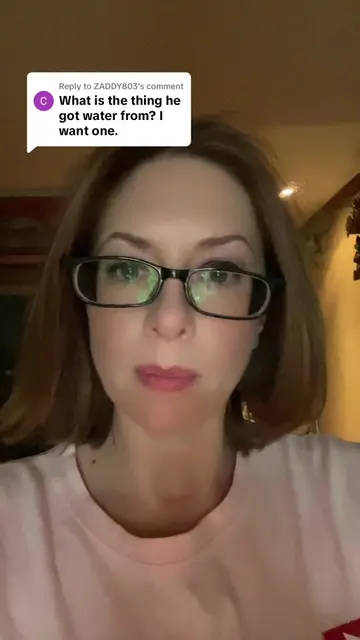 Reply to ZADDY803's comment
C
What is the thing he
got water from? I
want one.